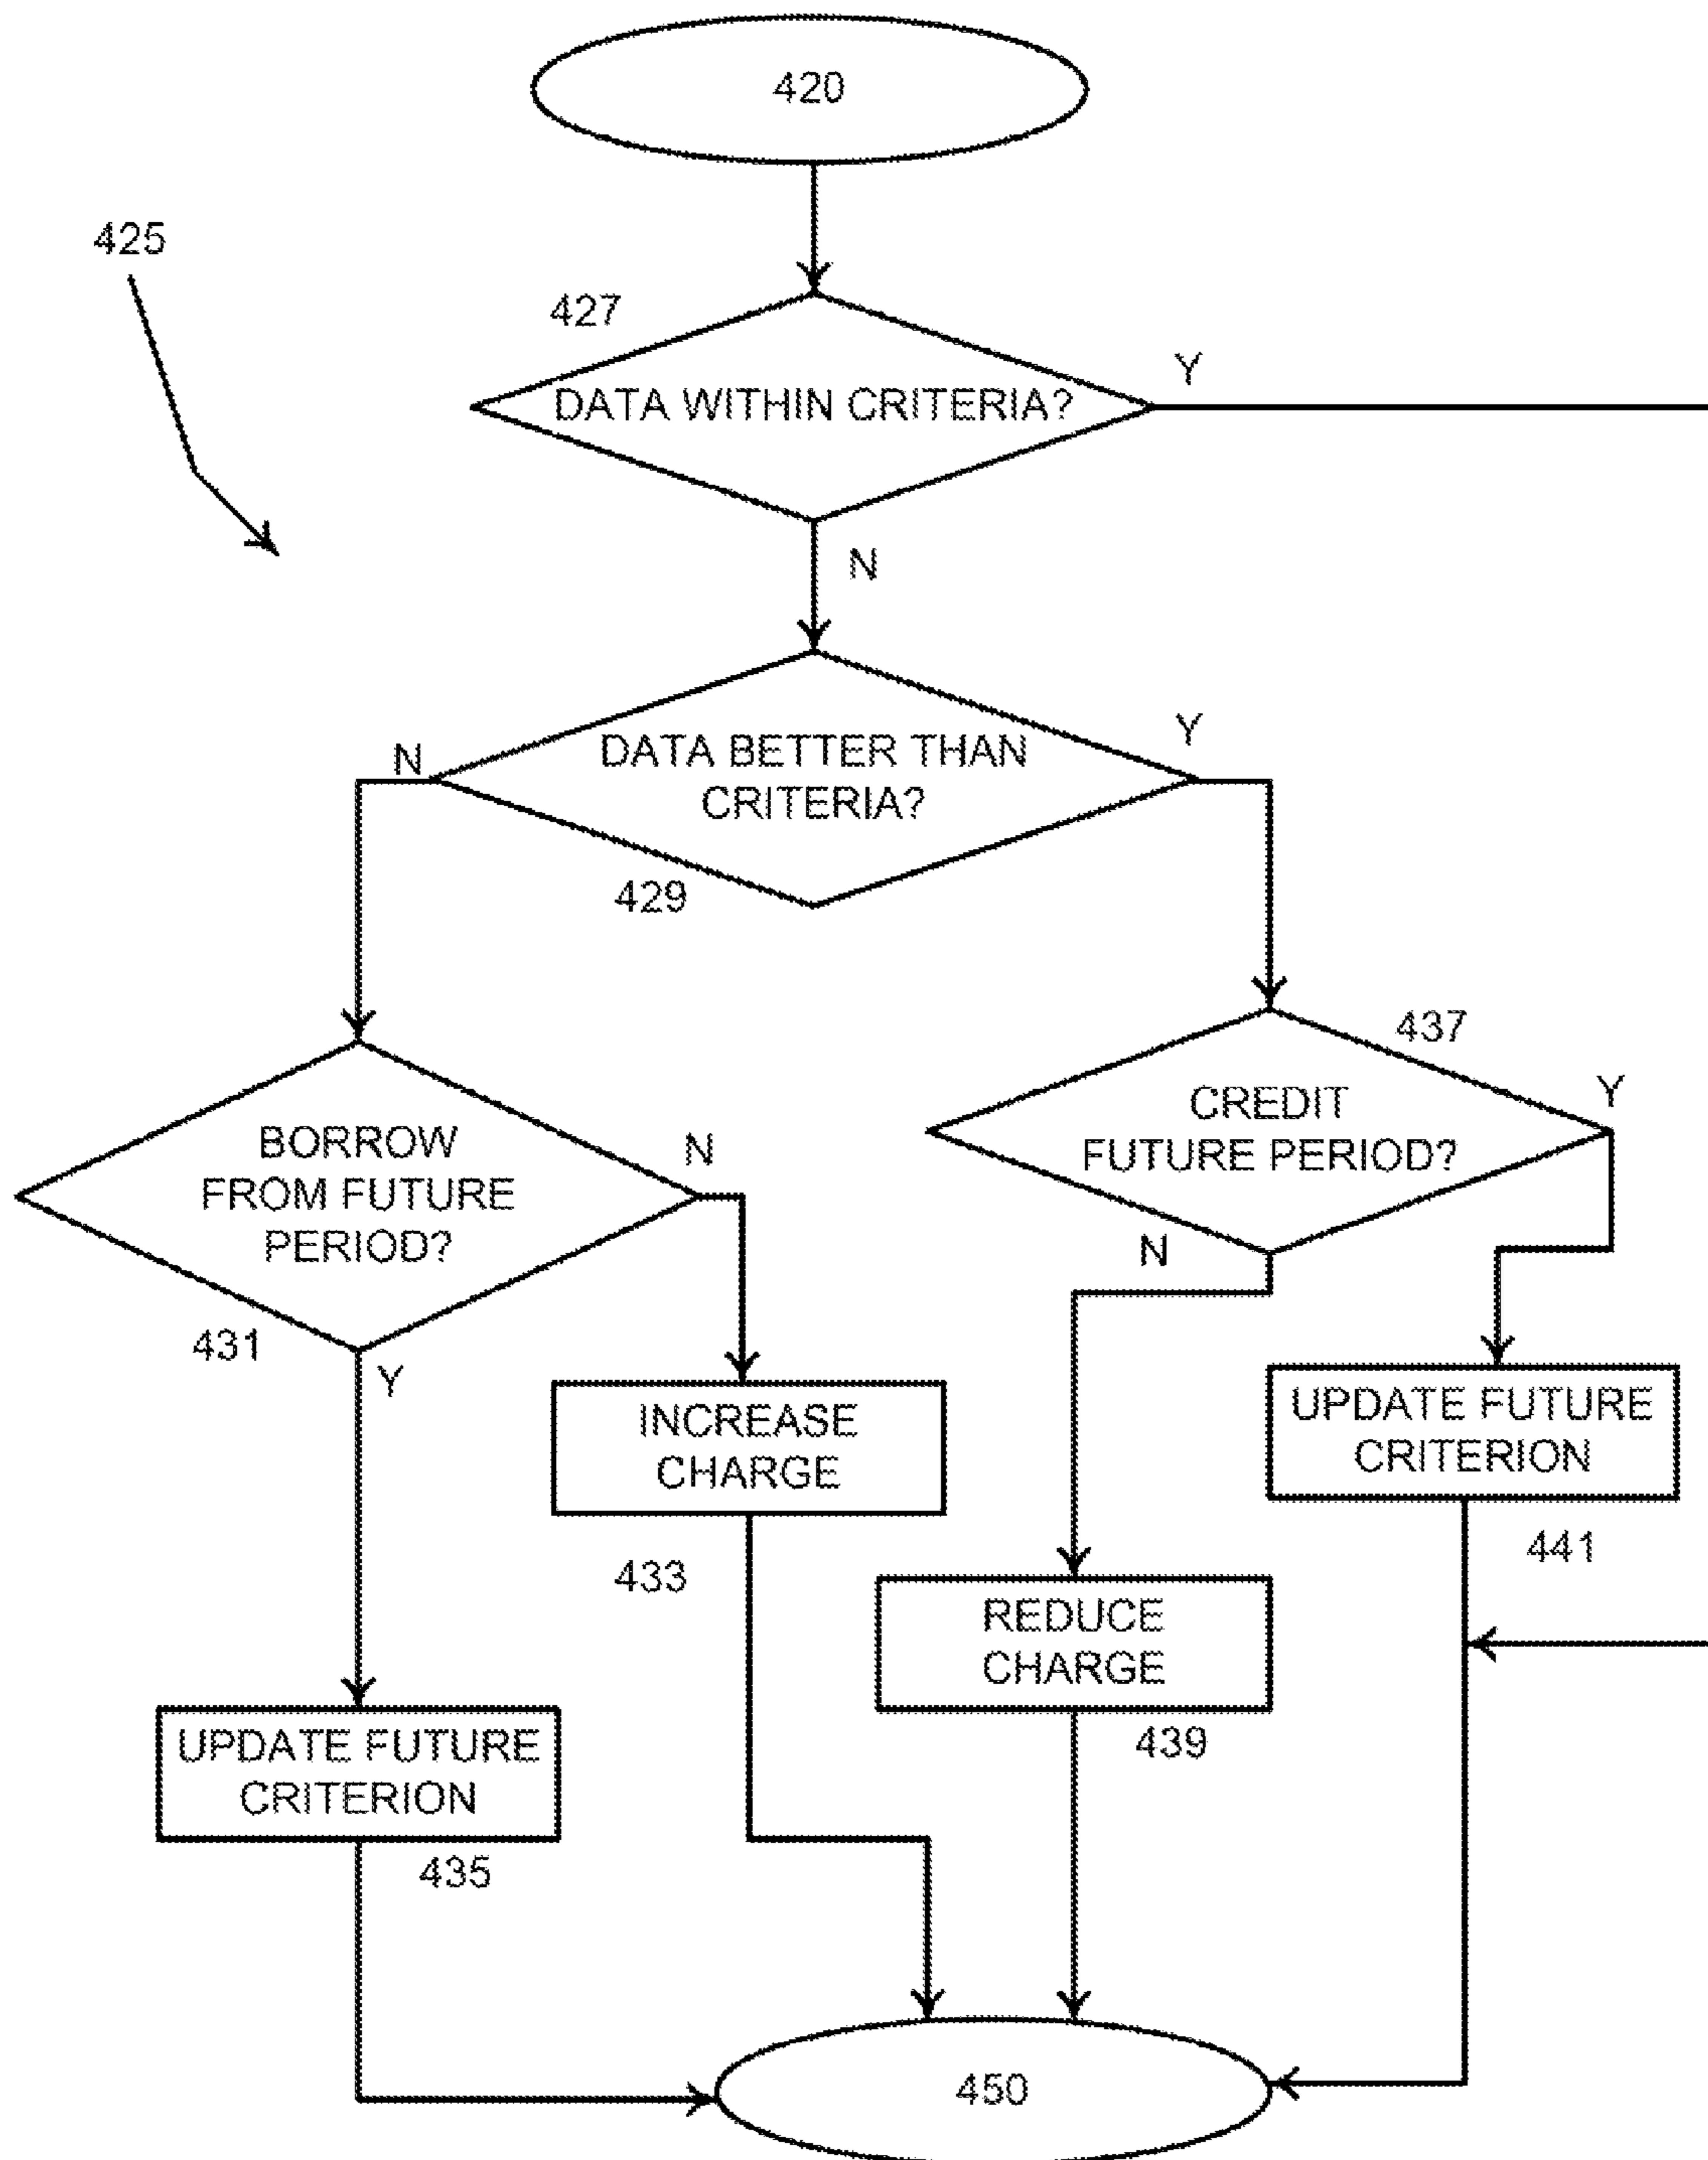 420
425
427
DATA WITHIN CRITERIA?
Y
N
N
DATA BETTER THAN
CRITERIA?
Y
429
437
BORROW
FROM FUTURE
PERIOD?
N
CREDIT
FUTURE PERIOD?
Y
N
431
Y
INCREASE
CHARGE
UPDATE FUTURE
CRITERION
433
441
REDUCE
CHARGE
UPDATE FUTURE
CRITERION
439
435
450